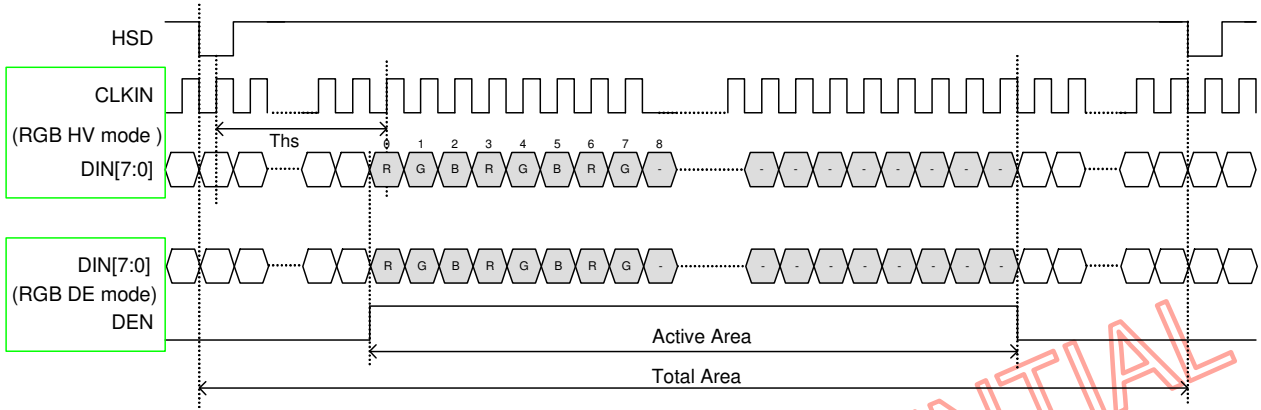 HSD
CLKIN
(RGB HV mode )
Ths
0 1 2 3 4 5 6 7 8
DIN[7:0]
R G B R G B R G - - - - - - - - -
DIN[7:0]
R G B R G B R G - - - - - - - - -
(RGB DE mode)
DEN
Active Area
Total Area
NTIAL